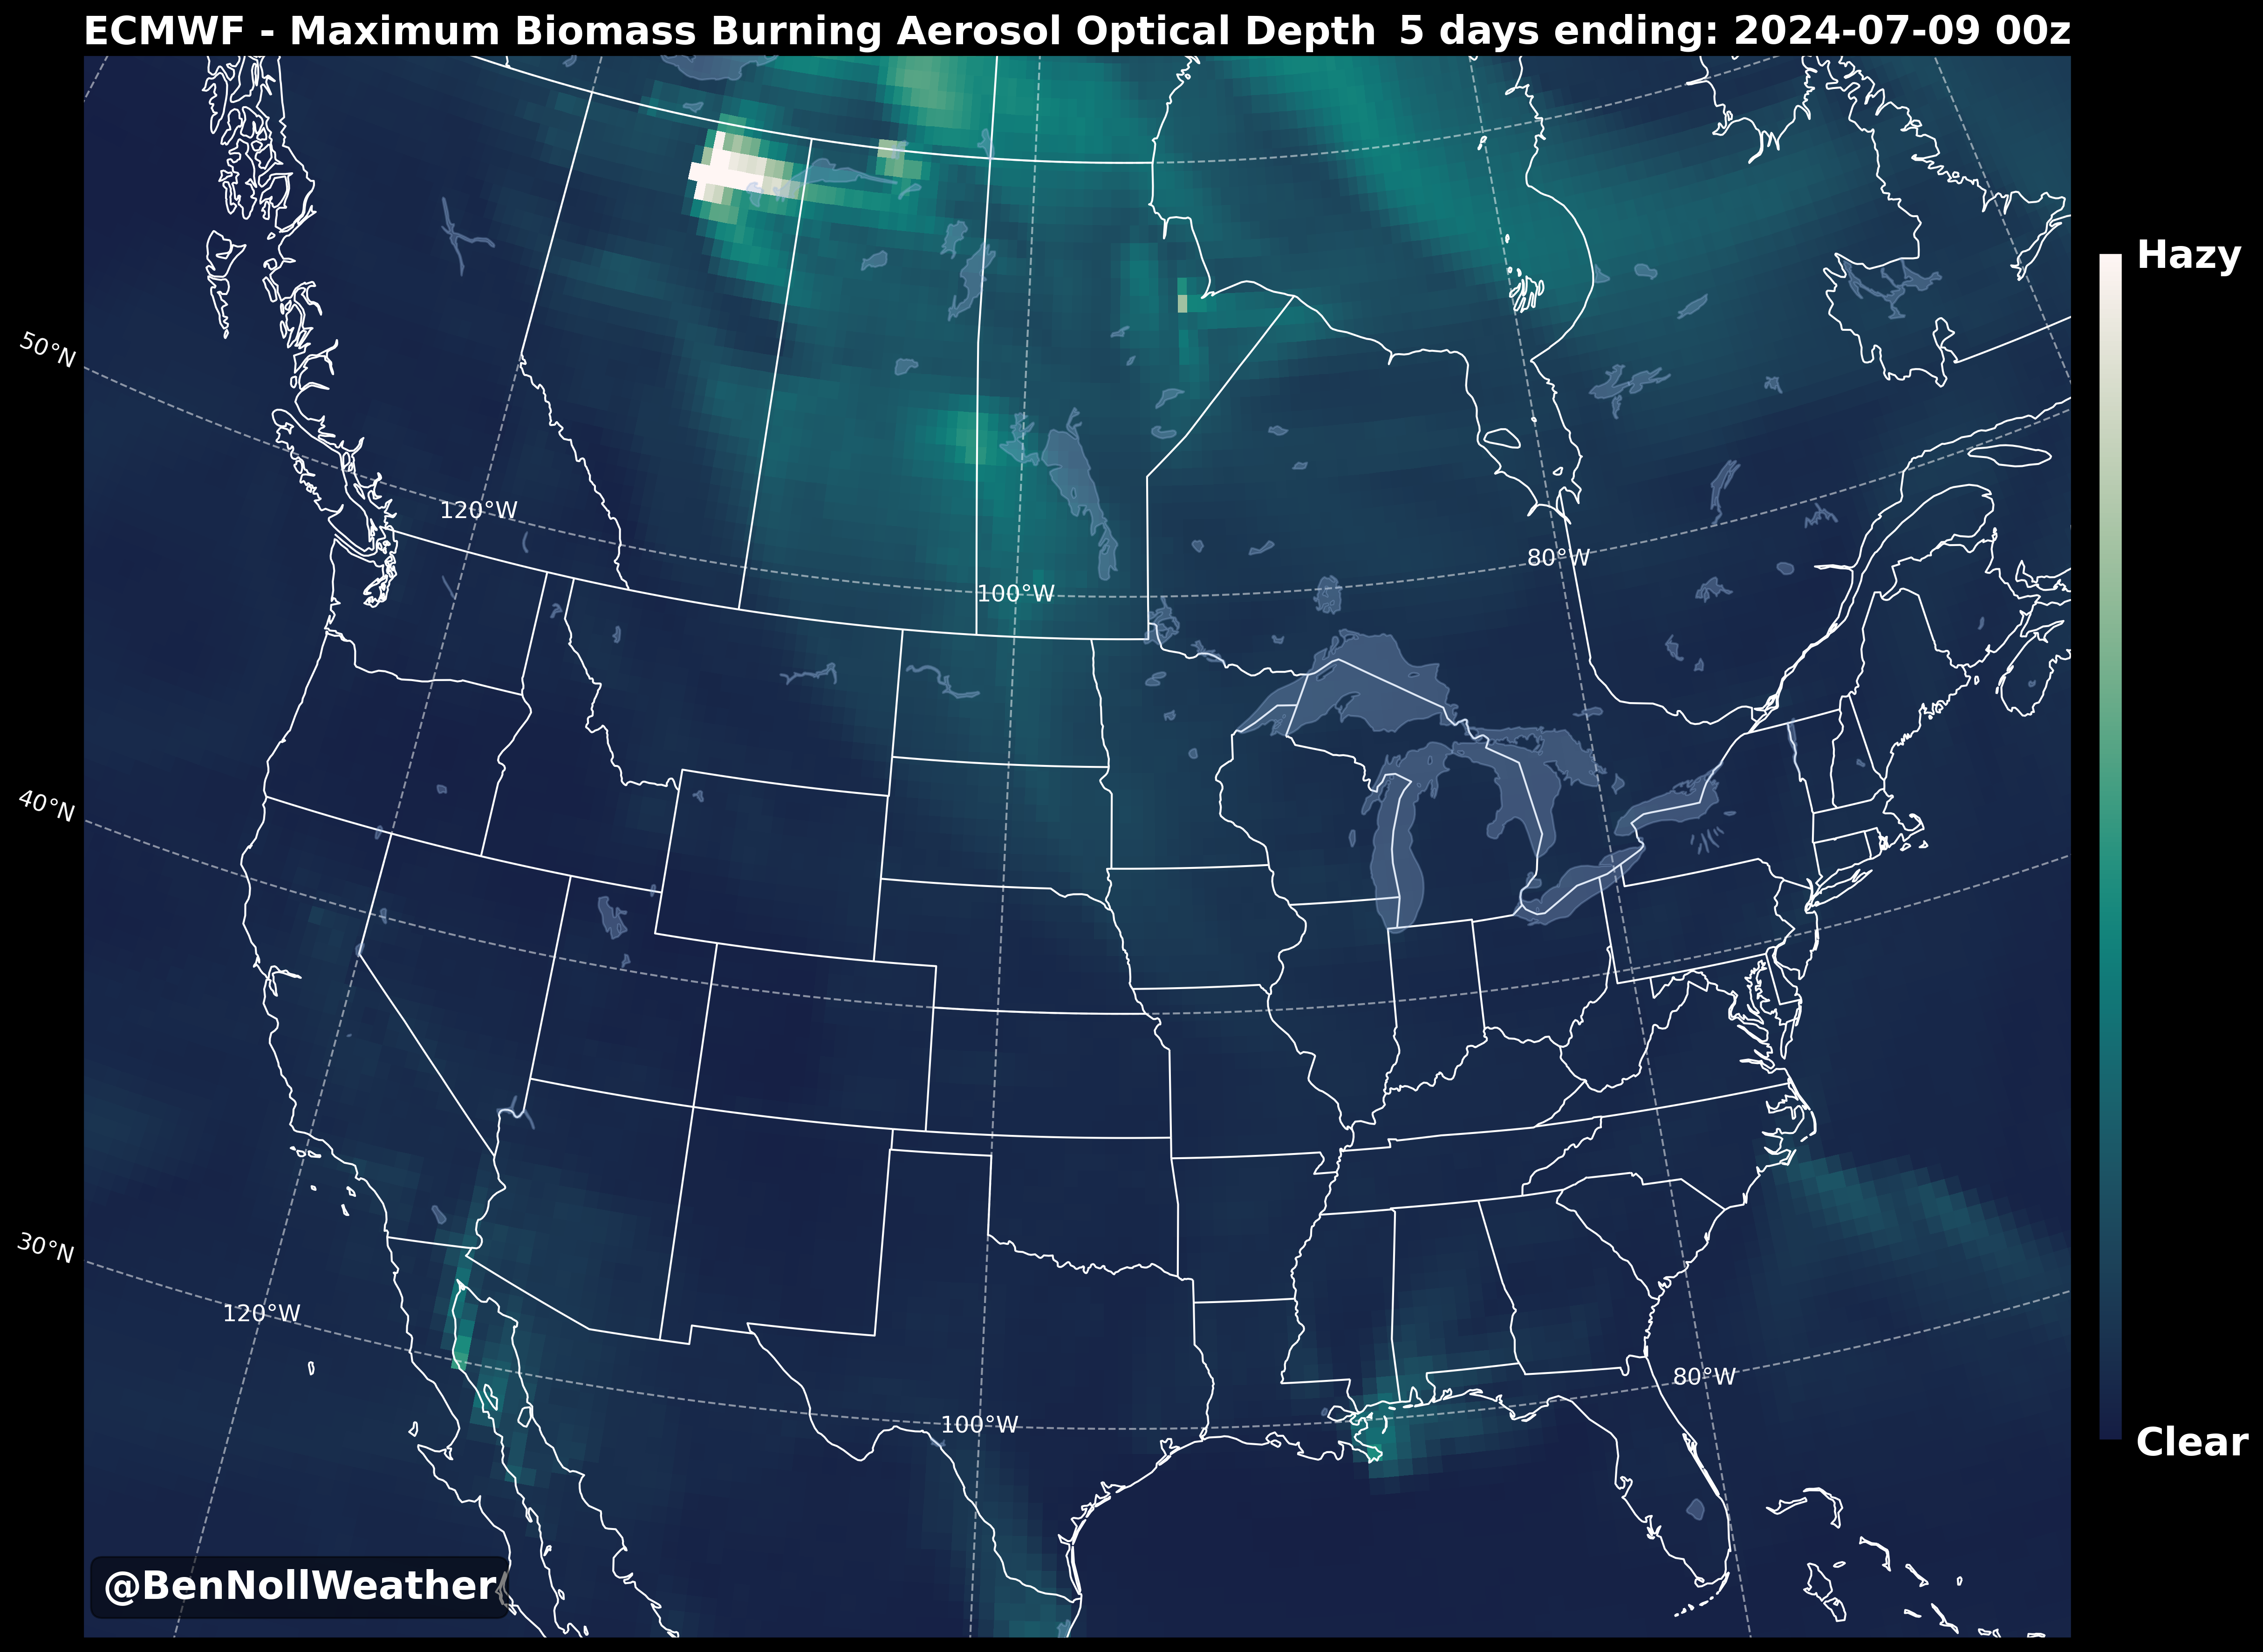 ECMWF - Maximum Biomass Burning Aerosol Optical Depth 5 days ending: 2024-07-09 00z
Hazy
50°N
120°W
80°W
100°W
40°N
30°N
120°W
80°W
100°W
Clear
@BenNollWeather